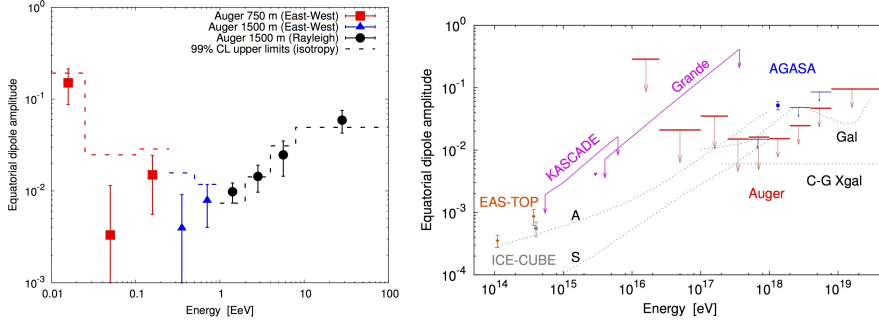 Auger 750 m (East-West)
Auger 1500 m (East-West)
Auger 1500 m (Rayleigh)
99% CL upper limits (isotropy)
Equatorial dipole amplitude
10^0
10^-1
10^-2
10^-3
0.01
0.1
1
10
100
Energy [EeV]
Equatorial dipole amplitude
10^0
10^-1
10^-2
10^-3
10^-4
KASCADE
Grande
AGASA
Gal
C-G Xgal
Auger
EAS-TOP
ICE-CUBE
A
S
10^14
10^15
10^16
10^17
10^18
10^19
Energy [eV]